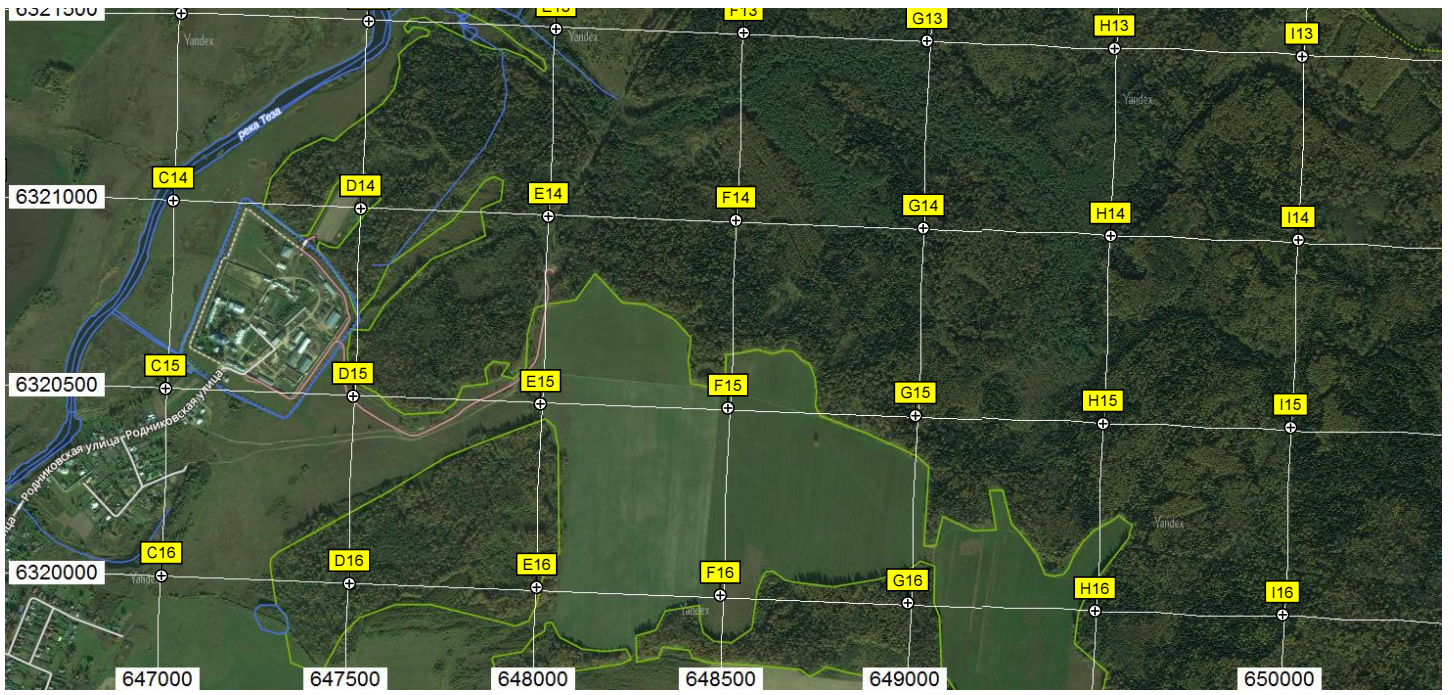 6321500
E13
F13
G13
H13
I13
Yandex
Yandex
Yandex
река Теза
6321000
C14
D14
E14
F14
G14
H14
I14
6320500
C15
D15
E15
F15
G15
H15
I15
Родниковская улица
Родниковская улица
Yandex
6320000
C16
D16
E16
F16
G16
H16
I16
Yandex
647000
647500
648000
648500
649000
650000